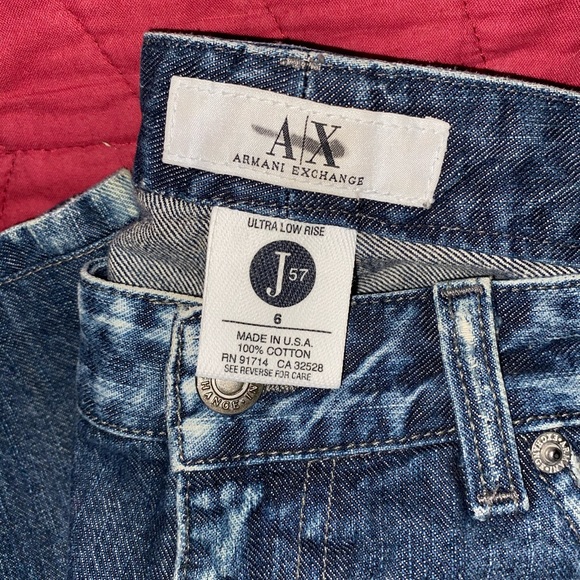 A|X
ARMANI EXCHANGE
ULTRA LOW RISE
J57
6
MADE IN U.S.A.
100% COTTON
RN 91714 CA 32528
SEE REVERSE FOR CARE